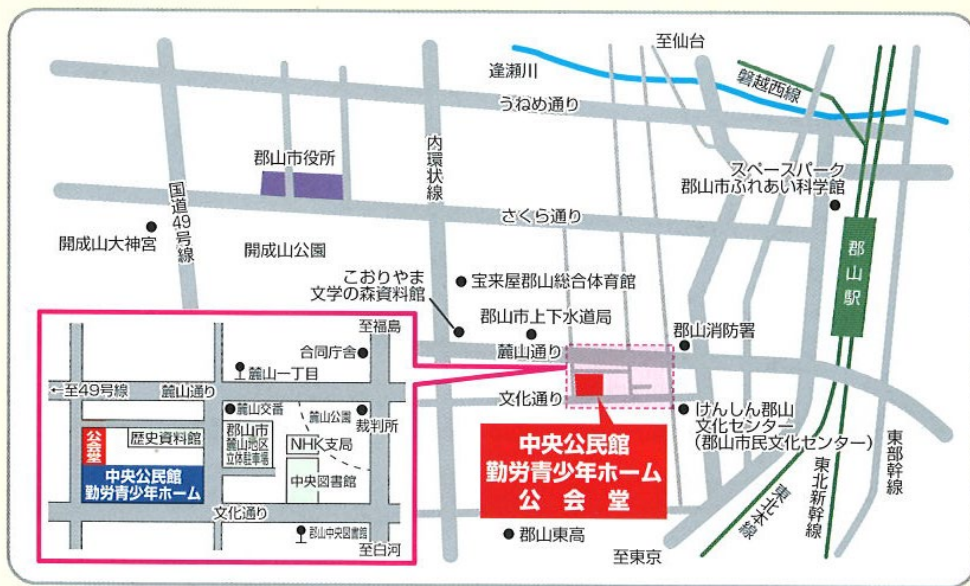 至仙台
逢瀬川
磐越西線
うねめ通り
郡山市役所
内環状線
スペースパーク
郡山市ふれあい科学館
国道49号線
さくら通り
開成山大神宮
開成山公園
郡山駅
こおりやま
文学の森資料館
宝来屋郡山総合体育館
郡山市上下水道局
郡山消防署
麓山通り
文化通り
けんしん郡山
文化センター
(郡山市民文化センター)
中央公民館
勤労青少年ホーム
公会堂
東部幹線
東北新幹線
東北本線
郡山東高
至東京
至福島
合同庁舎
麓山一丁目
←至49号線
麓山通り
麓山交番
麓山公園
裁判所
公会堂
歴史資料館
郡山市
麓山地区
立体駐車場
NHK支局
中央公民館
勤労青少年ホーム
中央図書館
文化通り
郡山中央図書館
至白河